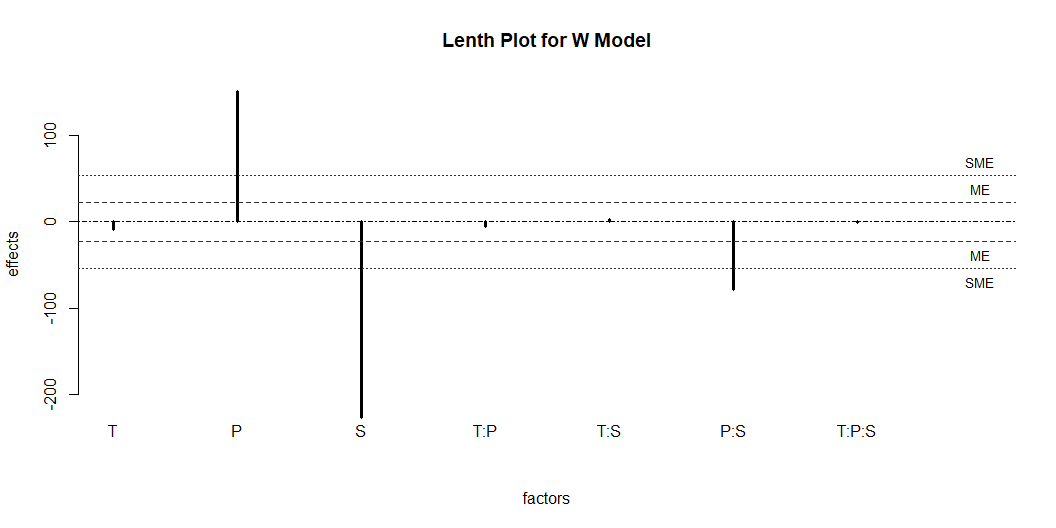 Lenth Plot for W Model
effects
100
0
-100
-200
SME
ME
ME
SME
T P S T:P T:S P:S T:P:S
factors